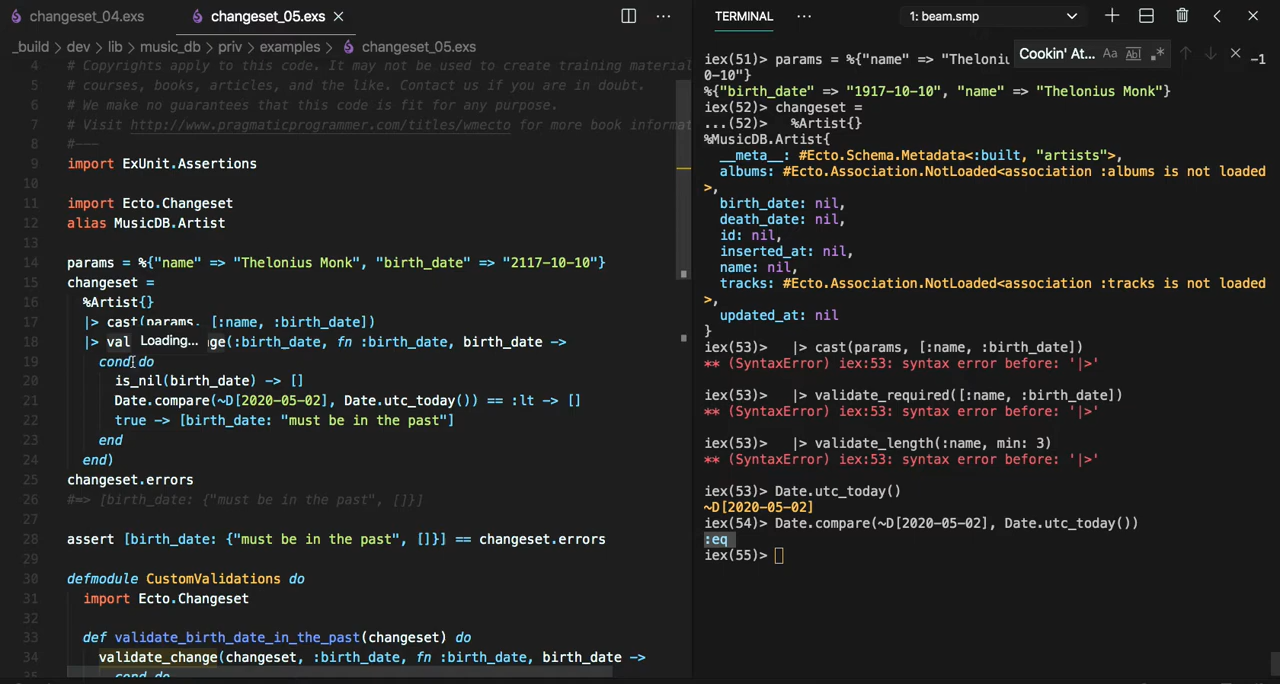 changeset_04.exs
changeset_05.exs
_build > dev > lib > music_db > priv > examples > changeset_05.exs
4 # Copyrights apply to this code. It may not be used to create training material
5 # courses, books, articles, and the like. Contact us if you are in doubt.
6 # We make no guarantees that this code is fit for any purpose.
7 # Visit http://www.pragmaticprogrammer.com/titles/wmecto for more book informat
8 #---
9 import ExUnit.Assertions
10
11 import Ecto.Changeset
12 alias MusicDB.Artist
13
14 params = %{"name" => "Thelonius Monk", "birth_date" => "2117-10-10"}
15 changeset =
16 %Artist{}
17 |> cast(params, [:name, :birth_date])
18 |> val Loading... nge(:birth_date, fn :birth_date, birth_date ->
19 cond do
20 is_nil(birth_date) -> []
21 Date.compare(~D[2020-05-02], Date.utc_today()) == :lt -> []
22 true -> [birth_date: "must be in the past"]
23 end
24 end)
25 changeset.errors
26 #=> [birth_date: {"must be in the past", []}]
27
28 assert [birth_date: {"must be in the past", []}] == changeset.errors
29
30 defmodule CustomValidations do
31 import Ecto.Changeset
32
33 def validate_birth_date_in_the_past(changeset) do
34 validate_change(changeset, :birth_date, fn :birth_date, birth_date ->
35 cond do
TERMINAL
1: beam.smp
Cookin' At... Aa Ab| .*
iex(51)> params = %{"name" => "Theloniu
0-10"}
%{"birth_date" => "1917-10-10", "name" => "Thelonius Monk"}
iex(52)> changeset =
...(52)> %Artist{}
%MusicDB.Artist{
__meta__: #Ecto.Schema.Metadata<:built, "artists">,
albums: #Ecto.Association.NotLoaded<association :albums is not loaded
>,
birth_date: nil,
death_date: nil,
id: nil,
inserted_at: nil,
name: nil,
tracks: #Ecto.Association.NotLoaded<association :tracks is not loaded
>,
updated_at: nil
}
iex(53)> |> cast(params, [:name, :birth_date])
** (SyntaxError) iex:53: syntax error before: '|>'
iex(53)> |> validate_required([:name, :birth_date])
** (SyntaxError) iex:53: syntax error before: '|>'
iex(53)> |> validate_length(:name, min: 3)
** (SyntaxError) iex:53: syntax error before: '|>'
iex(53)> Date.utc_today()
~D[2020-05-02]
iex(54)> Date.compare(~D[2020-05-02], Date.utc_today())
:eq
iex(55)>